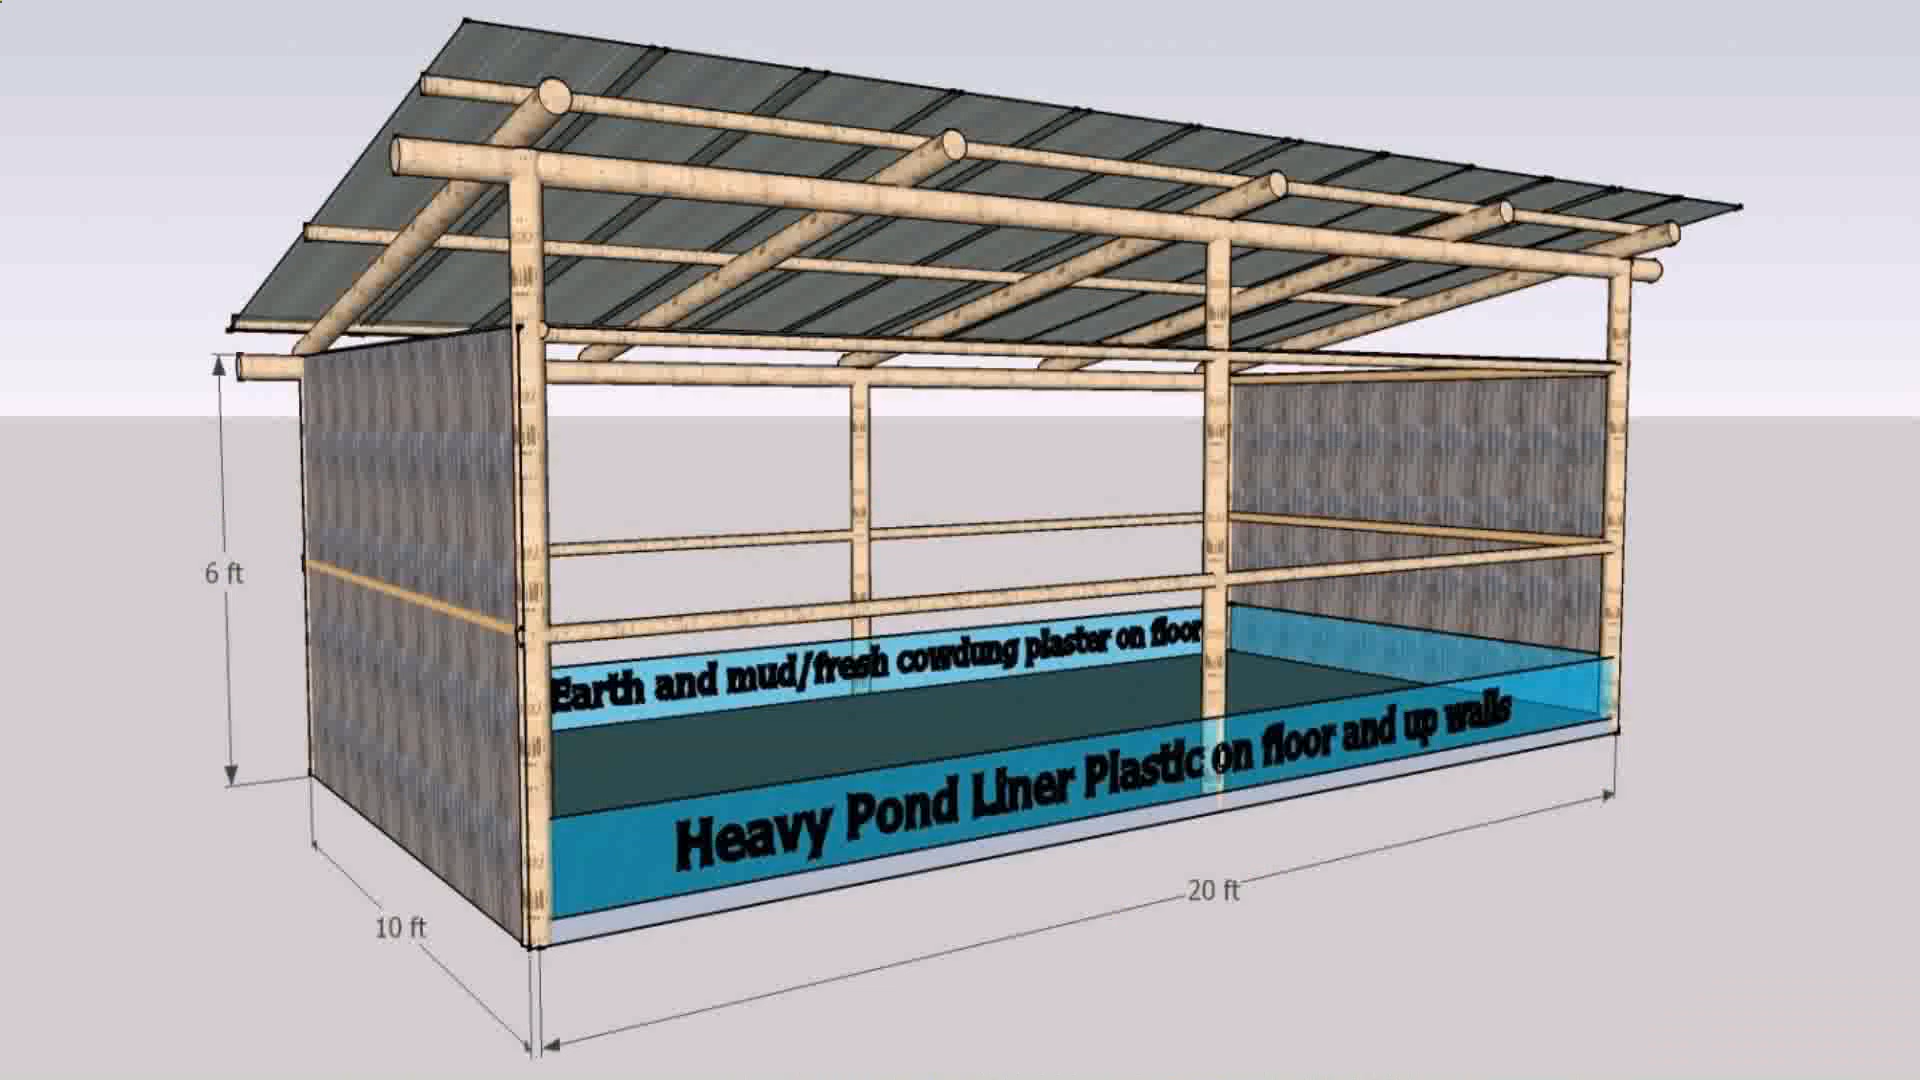 6 ft
Earth and mud/fresh cowdung plaster on floor
Heavy Pond Liner Plastic on floor and up walls
20 ft
10 ft